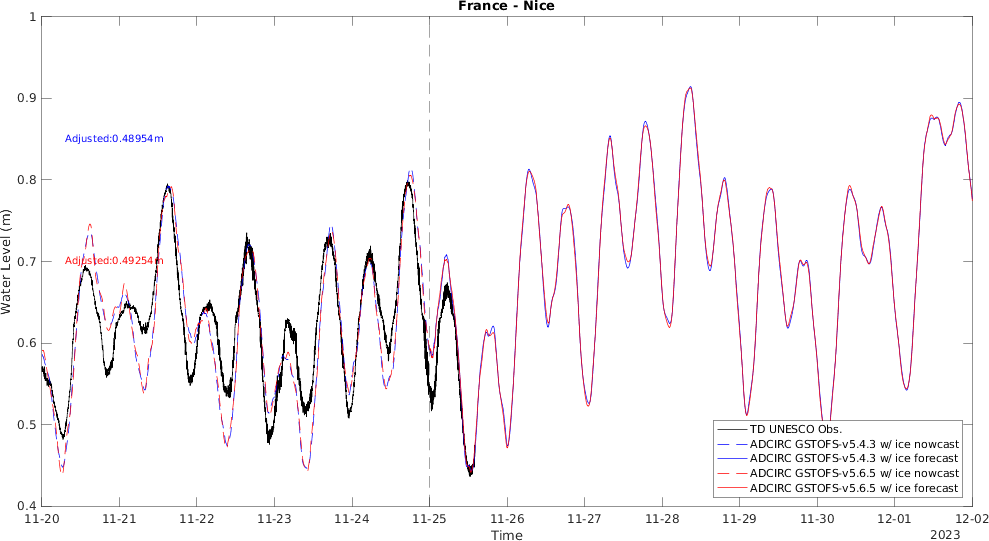 France - Nice
1
0.9
0.8
0.7
0.6
0.5
0.4
Water Level (m)
Adjusted:0.48954m
Adjusted:0.49254m
TD UNESCO Obs.
ADCIRC GSTOFS-v5.4.3 w/ ice nowcast
ADCIRC GSTOFS-v5.4.3 w/ ice forecast
ADCIRC GSTOFS-v5.6.5 w/ ice nowcast
ADCIRC GSTOFS-v5.6.5 w/ ice forecast
11-20 11-21 11-22 11-23 11-24 11-25 11-26 11-27 11-28 11-29 11-30 12-01 12-02
Time
2023